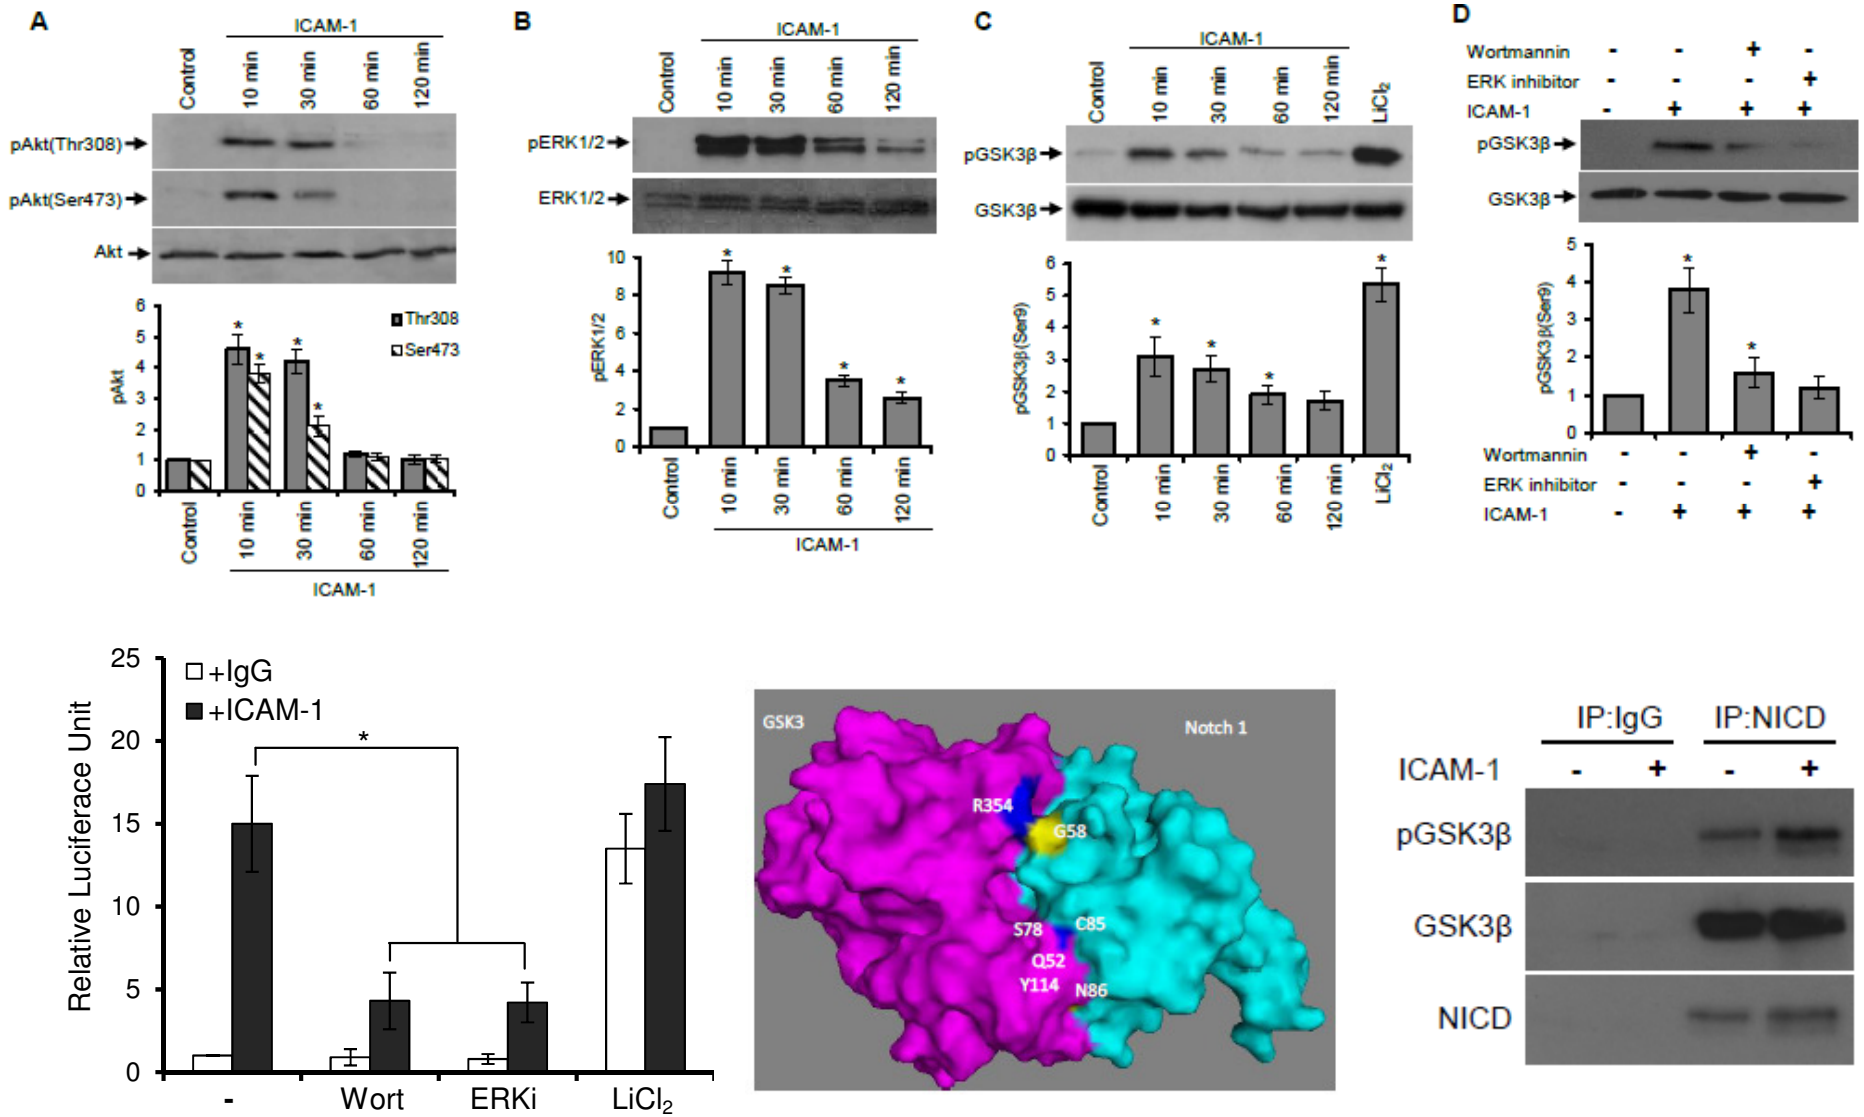 A
ICAM-1
Control
10 min
30 min
60 min
120 min
pAkt(Thr308)
pAkt(Ser473)
Akt
6
5
4
3
2
1
0
pAkt
Thr308
Ser473
*
*
*
*
Control
10 min
30 min
60 min
120 min
ICAM-1
B
ICAM-1
Control
10 min
30 min
60 min
120 min
pERK1/2
ERK1/2
10
8
6
4
2
0
pERK1/2
*
*
*
*
Control
10 min
30 min
60 min
120 min
ICAM-1
C
ICAM-1
Control
10 min
30 min
60 min
120 min
LiCl₂
pGSK3β
GSK3β
6
5
4
3
2
1
0
pGSK3β(Ser9)
*
*
*
*
Control
10 min
30 min
60 min
120 min
LiCl₂
D
Wortmannin - - + -
ERK inhibitor - - - +
ICAM-1 - + + +
pGSK3β
GSK3β
5
4
3
2
1
0
pGSK3β(Ser9)
*
*
Wortmannin - - + -
ERK inhibitor - - - +
ICAM-1 - + + +
25
20
15
10
5
0
Relative Luciferace Unit
+IgG
+ICAM-1
*
-
Wort
ERKi
LiCl₂
GSK3
Notch 1
R354
G58
S78
C85
Q52
Y114
N86
IP:IgG IP:NICD
ICAM-1 - + - +
pGSK3β
GSK3β
NICD